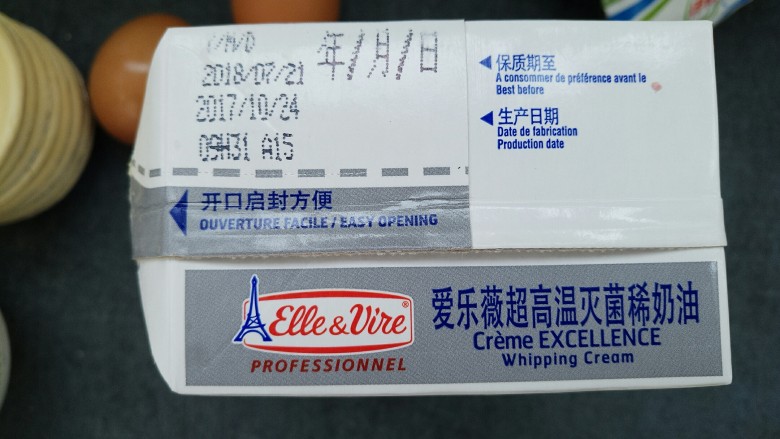 Y/M/D 年/月/日
2018/07/21
2017/10/24
09H31 A15
保质期至
A consommer de préférence avant le
Best before
生产日期
Date de fabrication
Production date
开口启封方便
OUVERTURE FACILE / EASY OPENING
Elle & Vire®
PROFESSIONNEL
爱乐薇超高温灭菌稀奶油
Crème EXCELLENCE
Whipping Cream